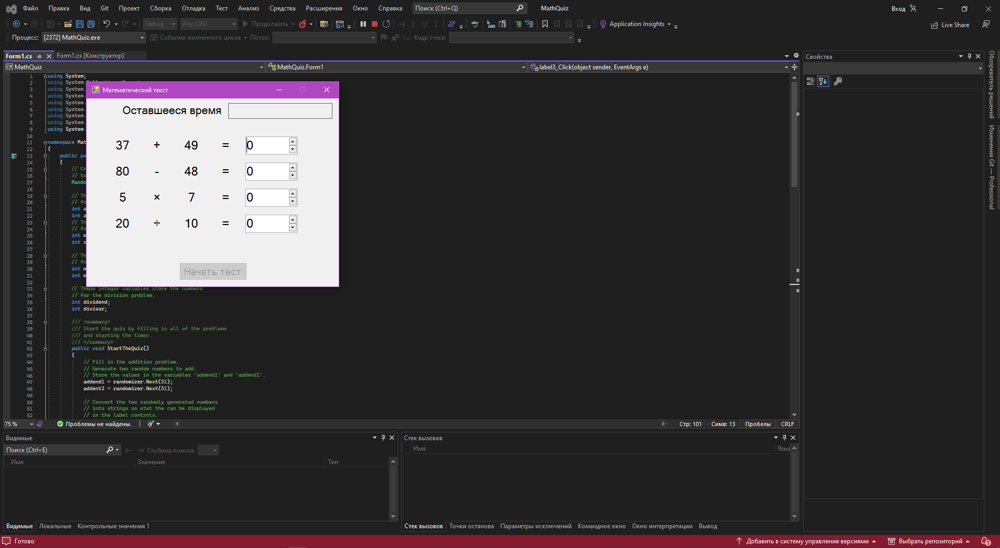 Файл Правка Вид Git Проект Сборка Отладка Тест Анализ Средства Расширения Окно Справка Поиск (Ctrl+Q) MathQuiz Вход
Debug Any CPU Продолжить Application Insights Live Share
Процесс: [2372] MathQuiz.exe События жизненного цикла Поток: Кадр стека:
Form1.cs Form1.cs [Конструктор]
MathQuiz MathQuiz.Form1 label3_Click(object sender, EventArgs e)
1 using System;
2 using System.
3 using System.
4 using System.
5 using System.
6 using System.
7 using System.
8 using System.
9 using System.
10
11 namespace Mat
12 {
13 public pa
14 {
15 // Cr
16 // to
17 Rando
18
19 // Th
20 // fo
21 int a
22 int a
23 // Th
24 // fo
25 int m
26 int s
27
28 // Th
29 // fo
30 int m
31 int m
32
33 // These integer variables store the numbers
34 // for the division problem.
35 int dividend;
36 int divisor;
37
38 /// <summary>
39 /// Start the quiz by filling in all of the problems
40 /// and starting the timer.
41 /// </summary>
42 public void StartTheQuiz()
43 {
44 // Fill in the addition problem.
45 // Generate two random numbers to add.
46 // Store the values in the variables 'addend1' and 'addend2'.
47 addend1 = randomizer.Next(51);
48 addent2 = randomizer.Next(51);
49
50 // Convert the two randomly generated numbers
51 // into strings so stat the can be displayed
52 // in the label controls.
Математический текст
Оставшееся время
37 + 49 = 0
80 - 48 = 0
5 × 7 = 0
20 ÷ 10 = 0
Начать тест
75 % Проблемы не найдены. Стр: 101 Симв: 13 Пробелы CRLF
Видимые
Поиск (Ctrl+E) Глубина поиска:
Имя Значение Тип
Видимые Локальные Контрольные значения 1
Стек вызовов
Имя Язык
Стек вызовов Точки останова Параметры исключений Командное окно Окно интерпретации Вывод
Свойства
Обозреватель решений
Изменения Git — Professional
Готово Добавить в систему управления версиями Выбрать репозиторий 1